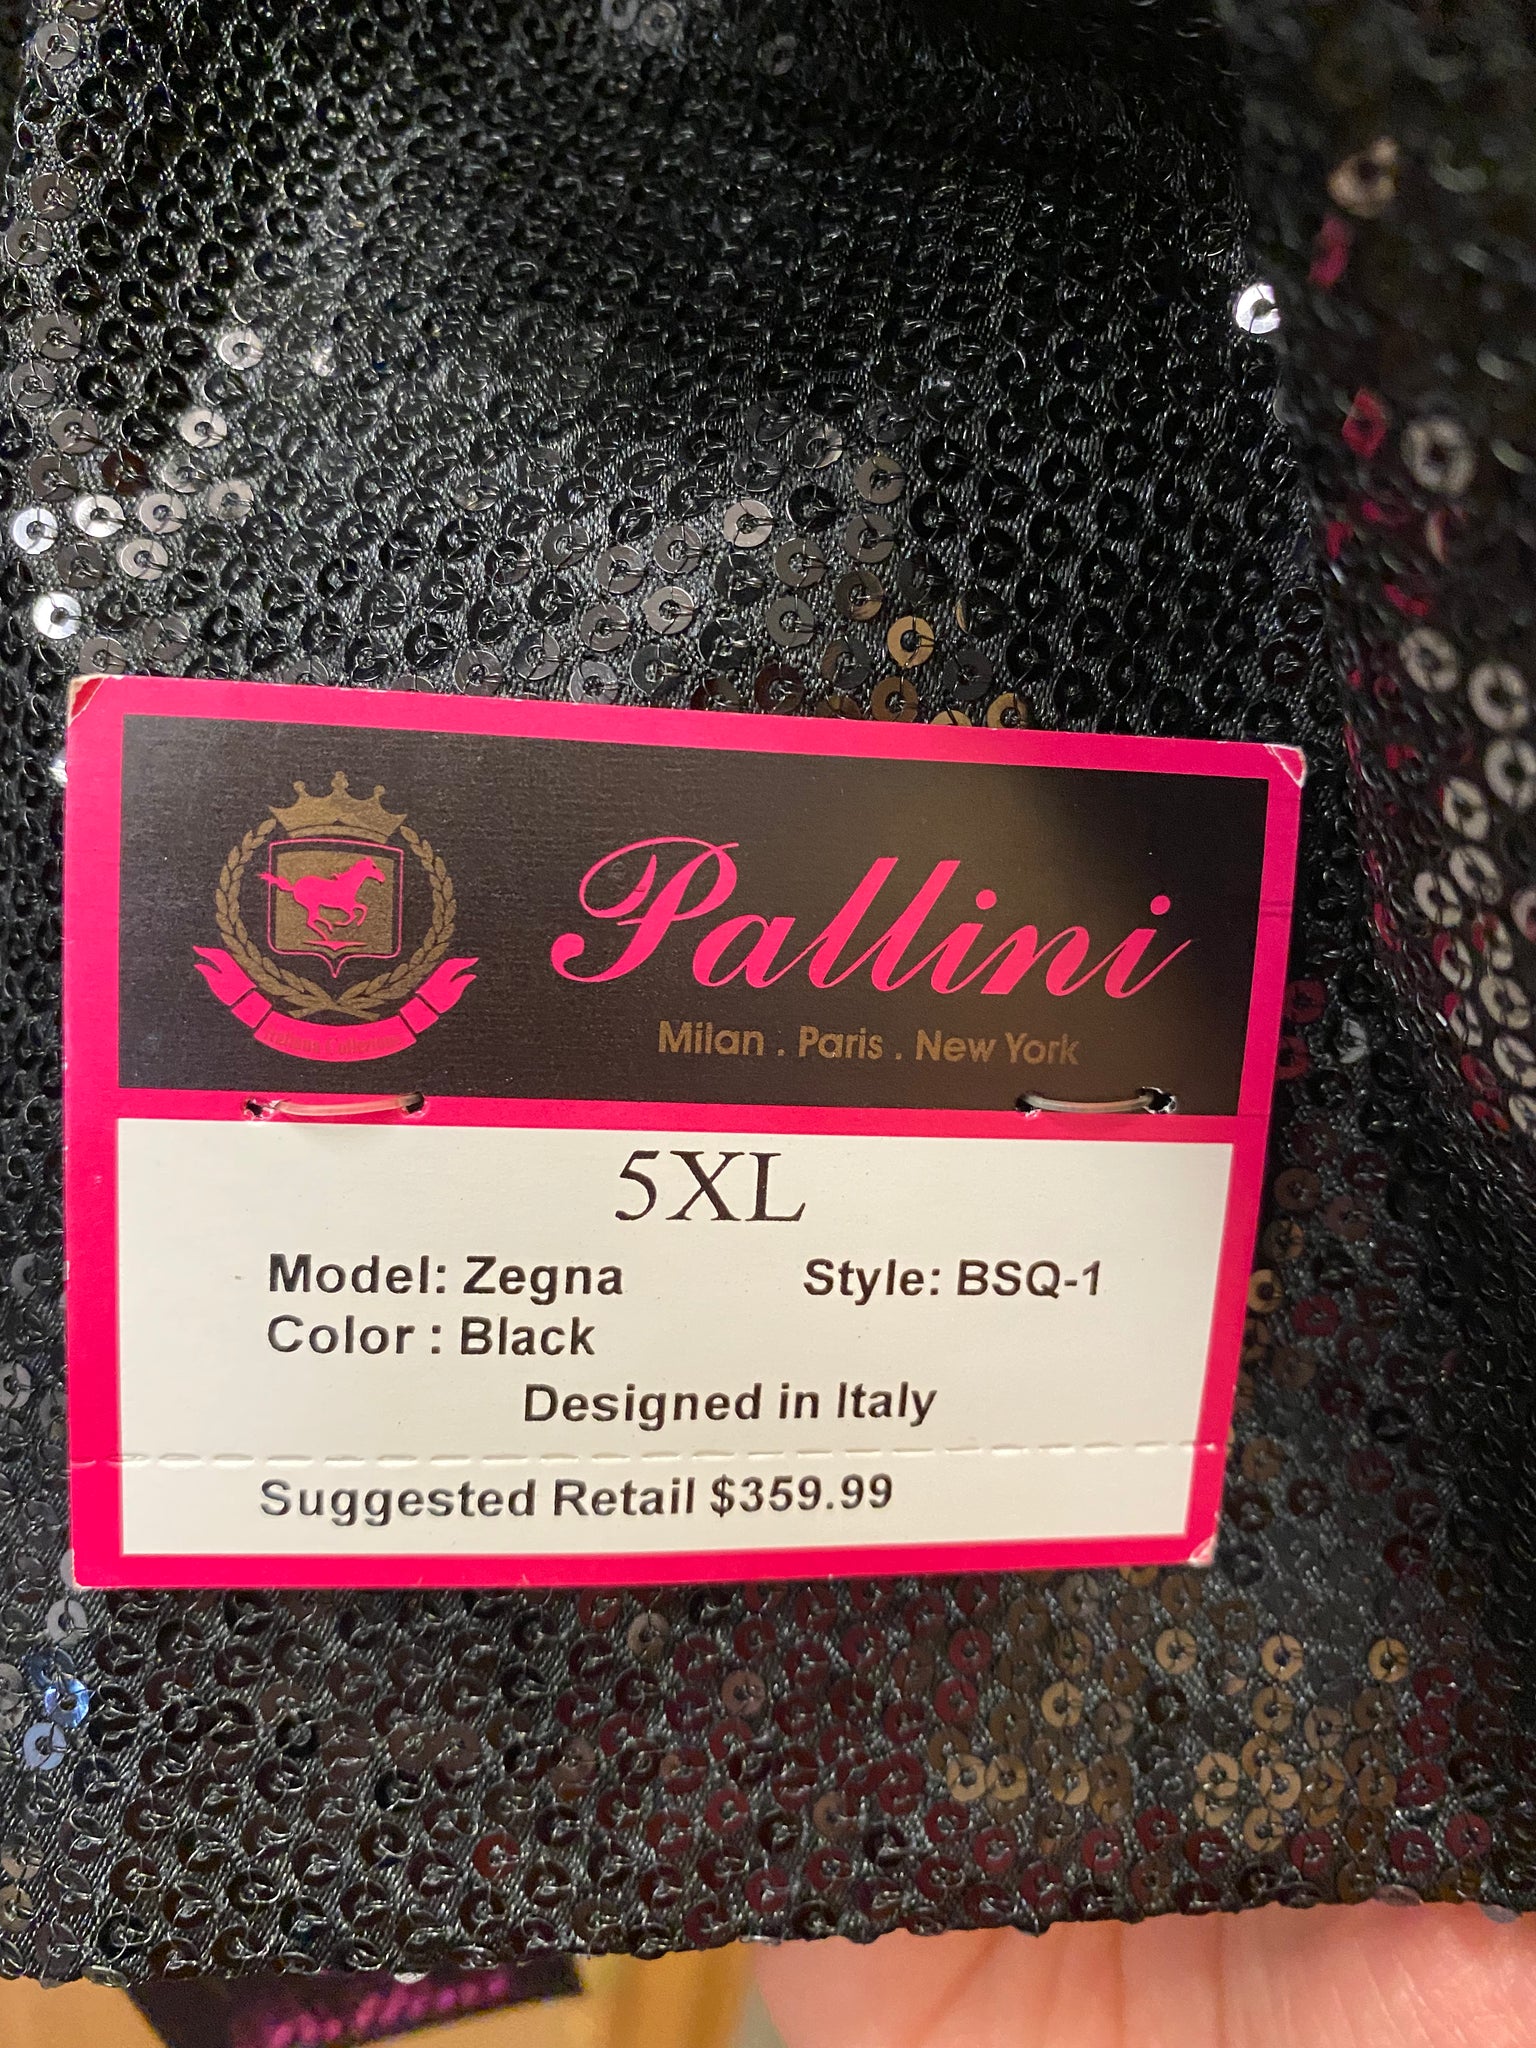 Pallini
Milan . Paris . New York
5XL
Model: Zegna Style: BSQ-1
Color : Black
Designed in Italy
Suggested Retail $359.99